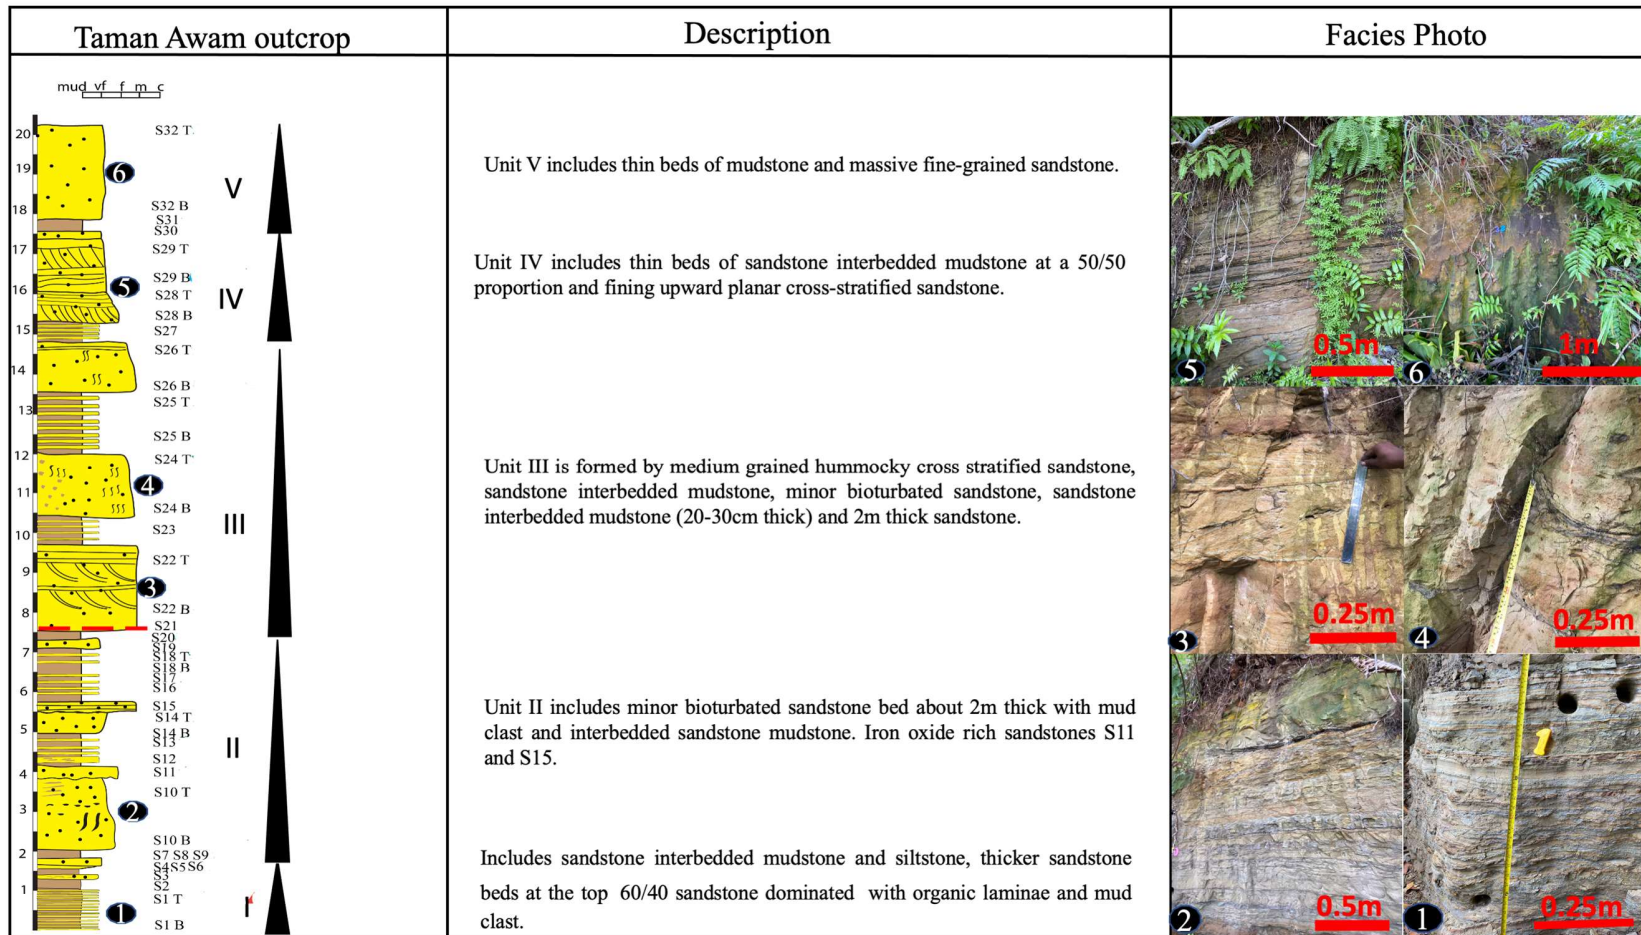 Taman Awam outcrop
Description
Facies Photo
mud vf f m c
20
19
18
17
16
15
14
13
12
11
10
9
8
7
6
5
4
3
2
1
S32 T
S32 B
S31
S30
S29 T
S29 B
S28 T
S28 B
S27
S26 T
S26 B
S25 T
S25 B
S24 T
S24 B
S23
S22 T
S22 B
S21
S20
S19
S18 T
S18 B
S17
S16
S15
S14 T
S14 B
S13
S12
S11
S10 T
S10 B
S7 S8 S9
S4S5S6
S3
S2
S1 T
S1 B
6
5
4
3
2
1
V
IV
III
II
I
Unit V includes thin beds of mudstone and massive fine-grained sandstone.
Unit IV includes thin beds of sandstone interbedded mudstone at a 50/50
proportion and fining upward planar cross-stratified sandstone.
Unit III is formed by medium grained hummocky cross stratified sandstone,
sandstone interbedded mudstone, minor bioturbated sandstone, sandstone
interbedded mudstone (20-30cm thick) and 2m thick sandstone.
Unit II includes minor bioturbated sandstone bed about 2m thick with mud
clast and interbedded sandstone mudstone. Iron oxide rich sandstones S11
and S15.
Includes sandstone interbedded mudstone and siltstone, thicker sandstone
beds at the top 60/40 sandstone dominated with organic laminae and mud
clast.
0.5m
5
1m
6
0.25m
3
0.25m
4
0.5m
2
1
0.25m
1